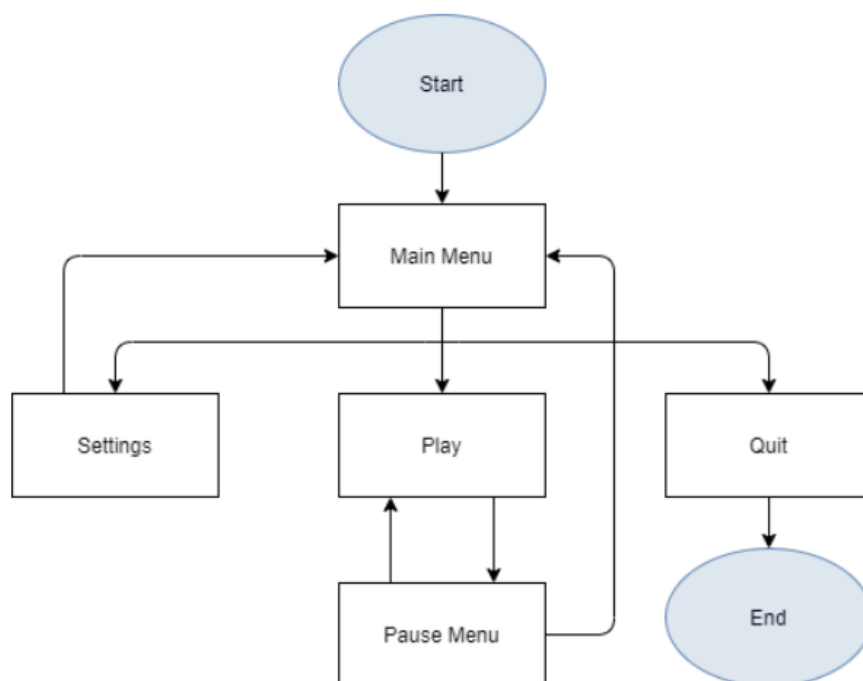 Start
Main Menu
Settings
Play
Quit
Pause Menu
End